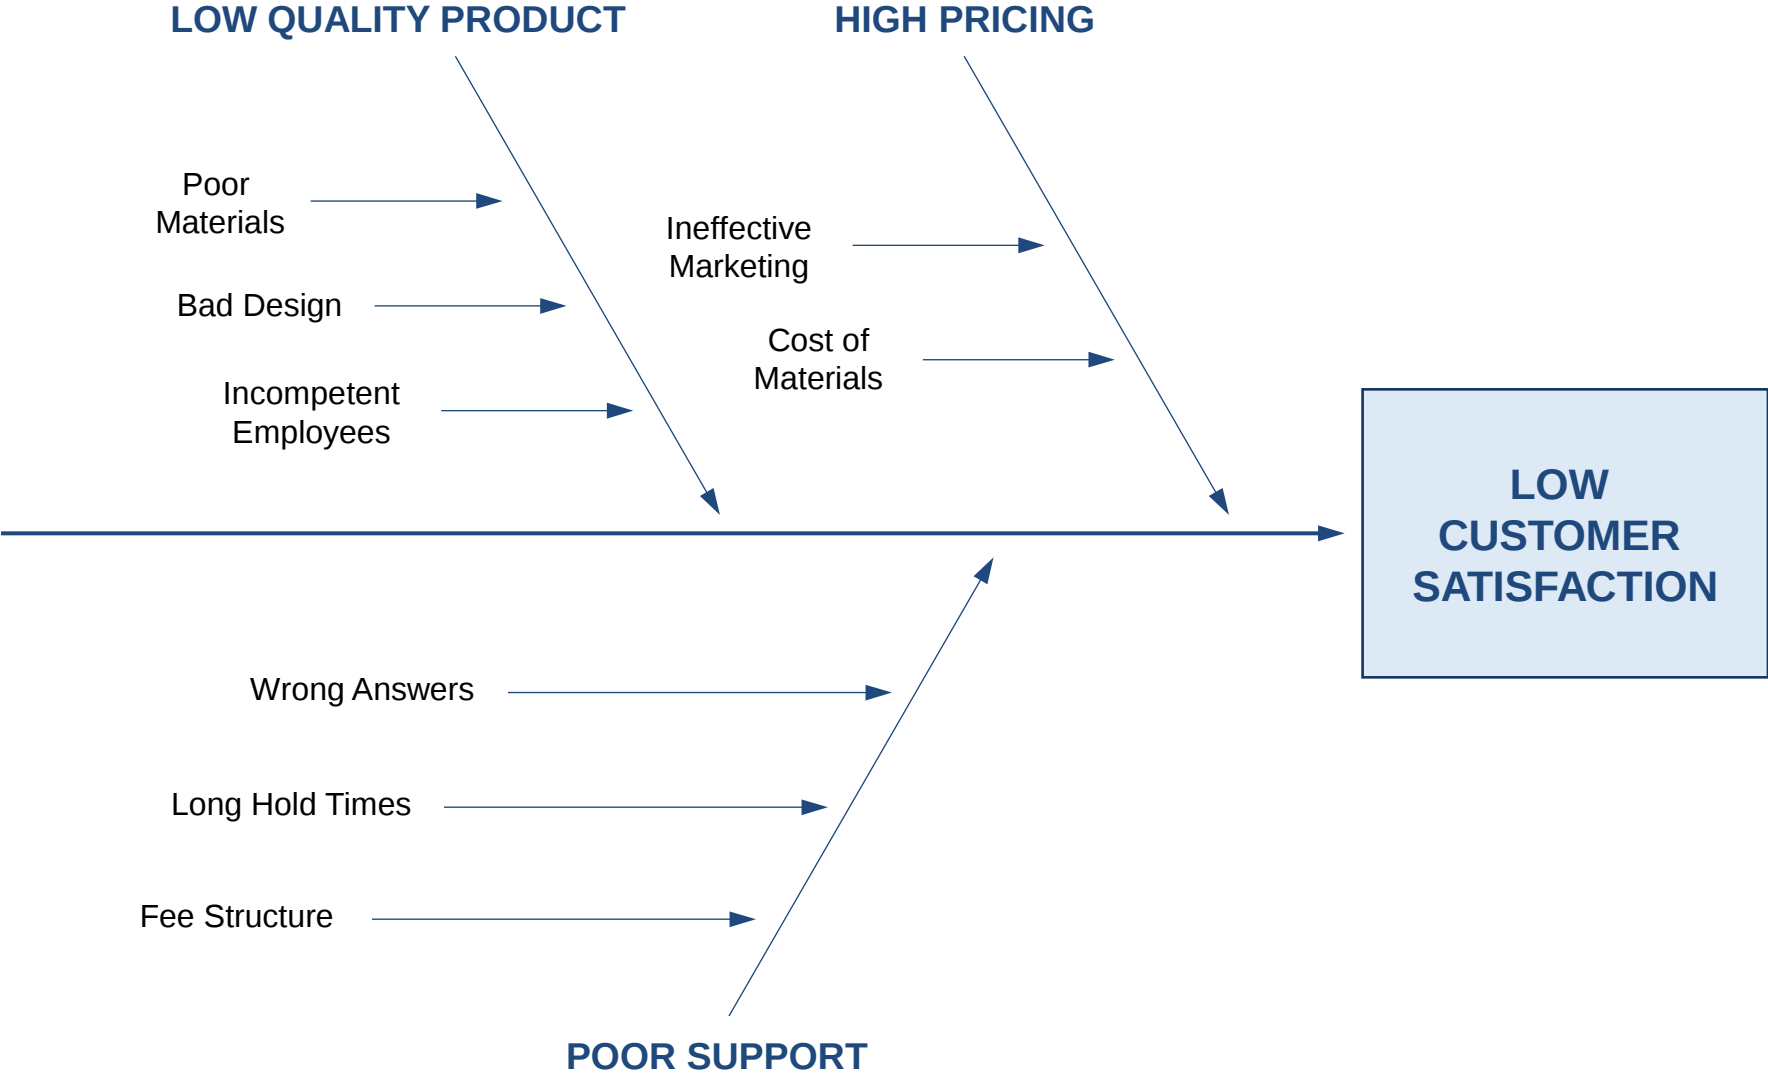 LOW QUALITY PRODUCT
HIGH PRICING
Poor
Materials
Bad Design
Incompetent
Employees
Ineffective
Marketing
Cost of
Materials
LOW
CUSTOMER
SATISFACTION
Wrong Answers
Long Hold Times
Fee Structure
POOR SUPPORT